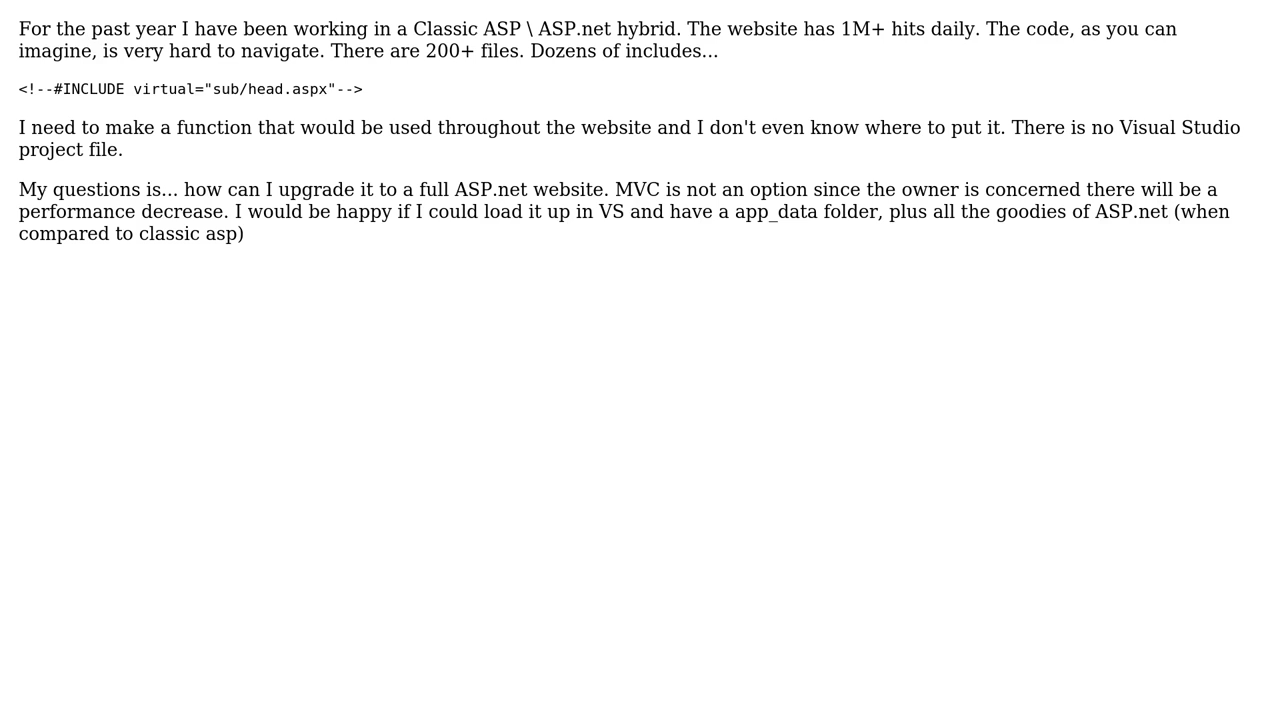 For the past year I have been working in a Classic ASP \ ASP.net hybrid. The website has 1M+ hits daily. The code, as you can
imagine, is very hard to navigate. There are 200+ files. Dozens of includes...
<!--#INCLUDE virtual="sub/head.aspx"-->
I need to make a function that would be used throughout the website and I don't even know where to put it. There is no Visual Studio
project file.
My questions is... how can I upgrade it to a full ASP.net website. MVC is not an option since the owner is concerned there will be a
performance decrease. I would be happy if I could load it up in VS and have a app_data folder, plus all the goodies of ASP.net (when
compared to classic asp)